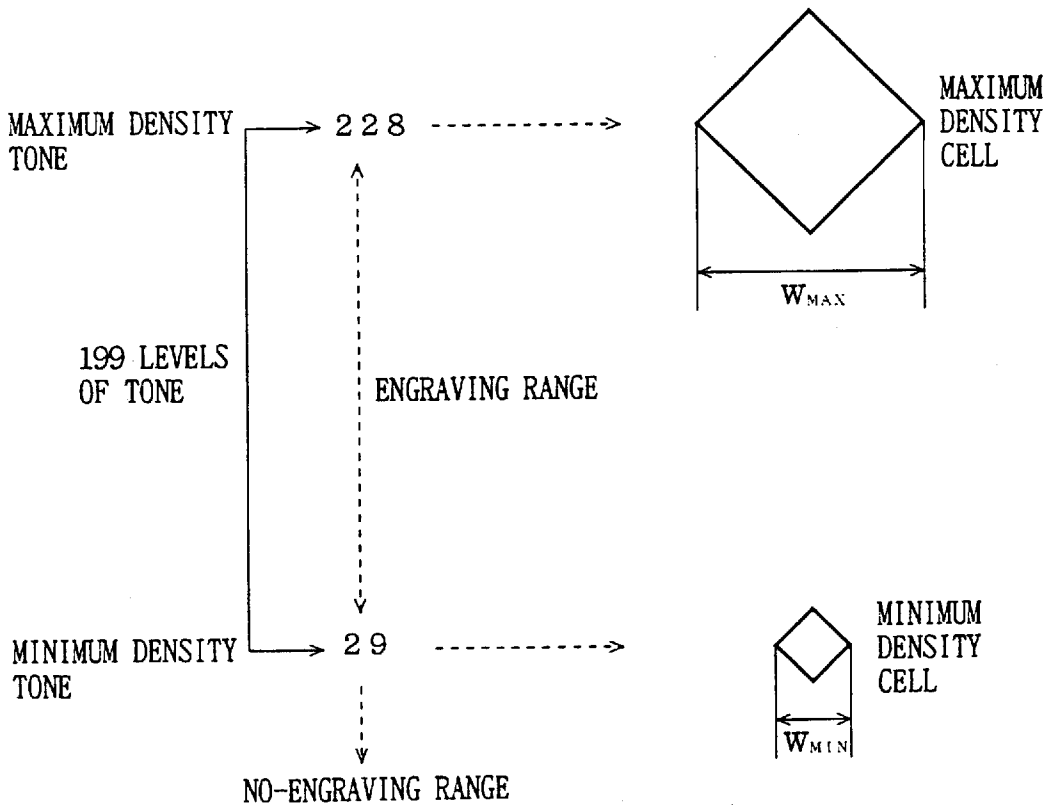 MAXIMUM DENSITY
TONE
228
MAXIMUM
DENSITY
CELL
WMAX
199 LEVELS
OF TONE
ENGRAVING RANGE
MINIMUM DENSITY
TONE
29
MINIMUM
DENSITY
CELL
WMIN
NO-ENGRAVING RANGE